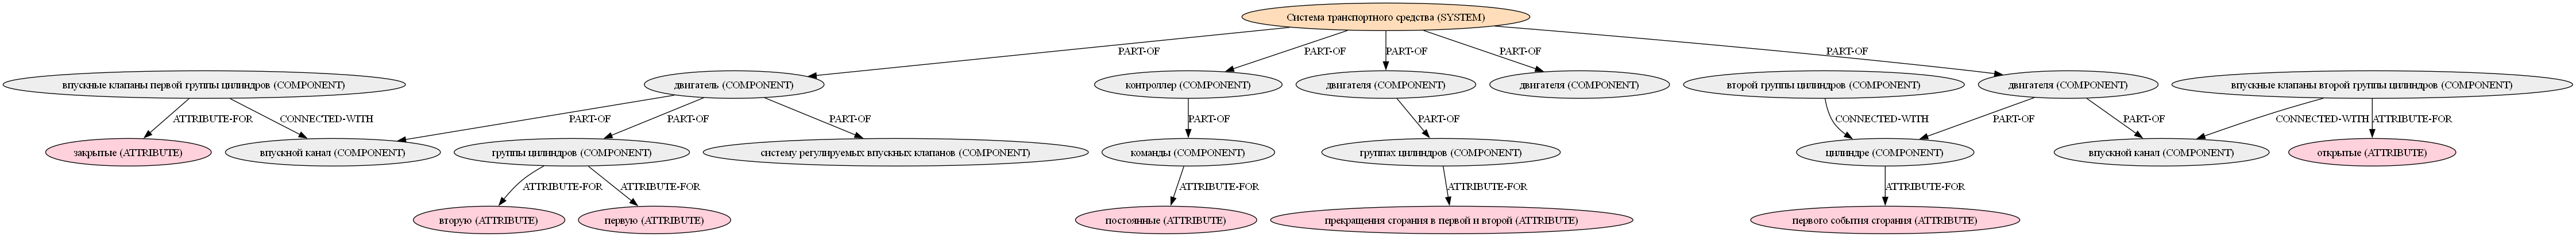 Система транспортного средства (SYSTEM)
PART-OF PART-OF PART-OF PART-OF PART-OF
впускные клапаны первой группы цилиндров (COMPONENT) двигатель (COMPONENT) контроллер (COMPONENT) двигателя (COMPONENT) двигателя (COMPONENT) второй группы цилиндров (COMPONENT) двигателя (COMPONENT) впускные клапаны второй группы цилиндров (COMPONENT)
ATTRIBUTE-FOR CONNECTED-WITH PART-OF PART-OF PART-OF PART-OF PART-OF CONNECTED-WITH PART-OF PART-OF CONNECTED-WITH ATTRIBUTE-FOR
закрытые (ATTRIBUTE) впускной канал (COMPONENT) группы цилиндров (COMPONENT) систему регулируемых впускных клапанов (COMPONENT) команды (COMPONENT) группах цилиндров (COMPONENT) цилиндре (COMPONENT) впускной канал (COMPONENT) открытые (ATTRIBUTE)
ATTRIBUTE-FOR ATTRIBUTE-FOR ATTRIBUTE-FOR ATTRIBUTE-FOR ATTRIBUTE-FOR
вторую (ATTRIBUTE) первую (ATTRIBUTE) постоянные (ATTRIBUTE) прекращения сгорания в первой и второй (ATTRIBUTE) первого события сгорания (ATTRIBUTE)